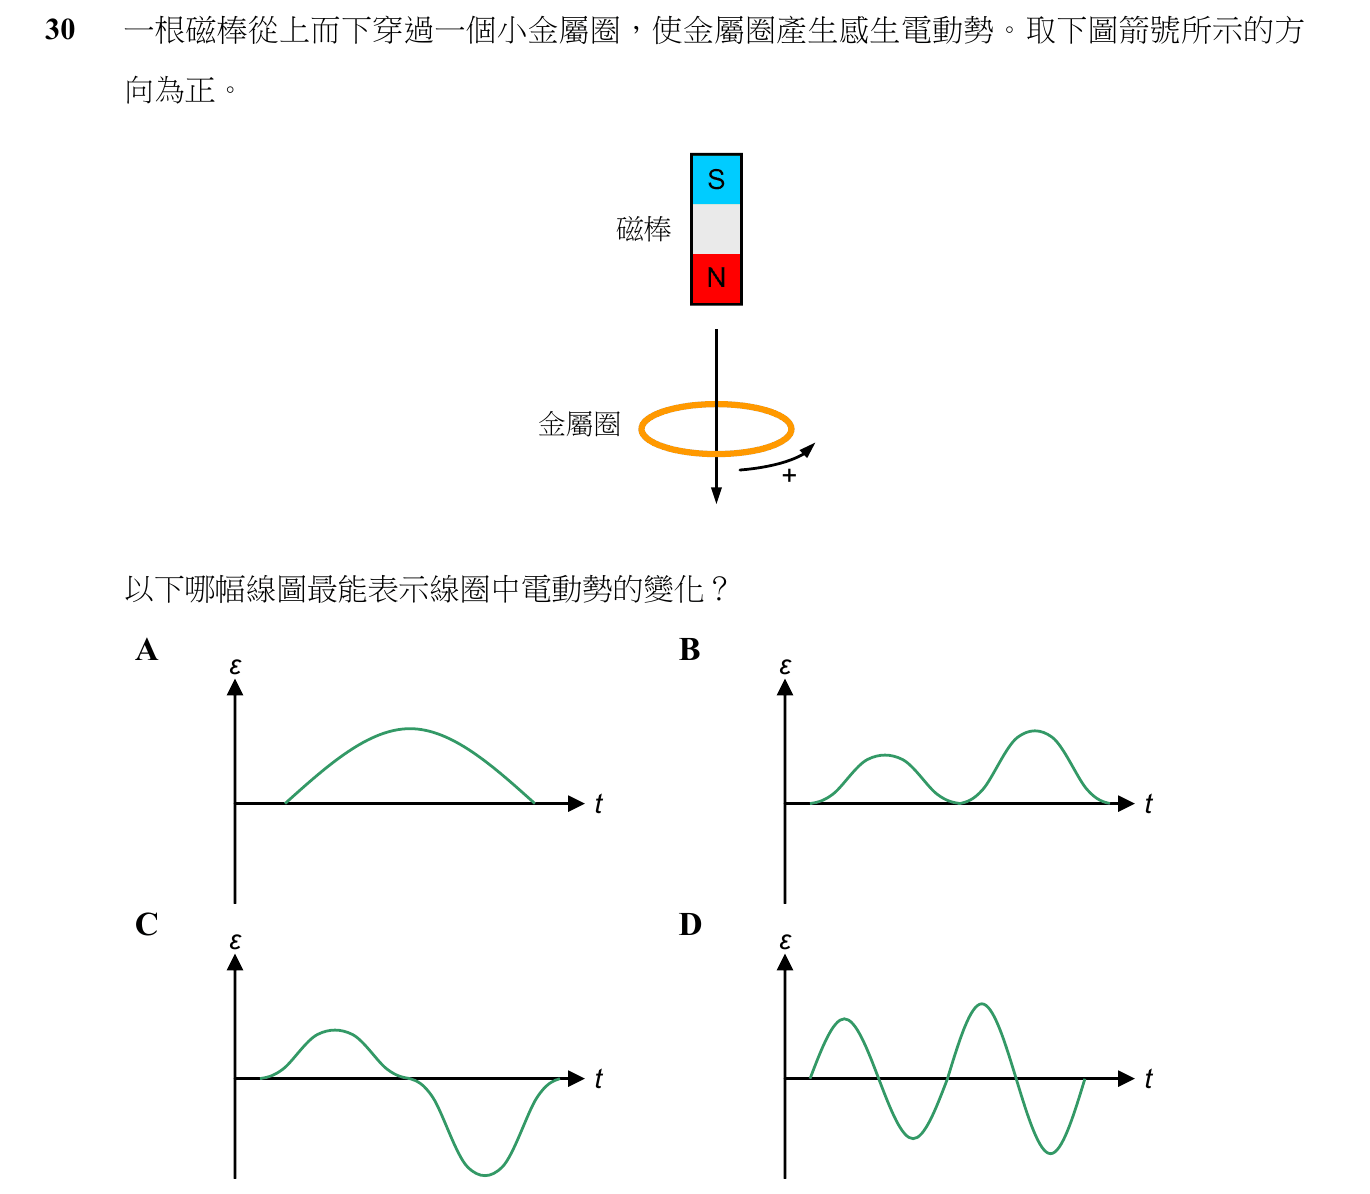 30 一根磁棒從上而下穿過一個小金屬圈，使金屬圈產生感生電動勢。取下圖箭號所示的方
向為正。
S
磁棒
N
金屬圈
+
以下哪幅線圖最能表示線圈中電動勢的變化？
A
B
ε
ε
t
t
C
D
ε
ε
t
t